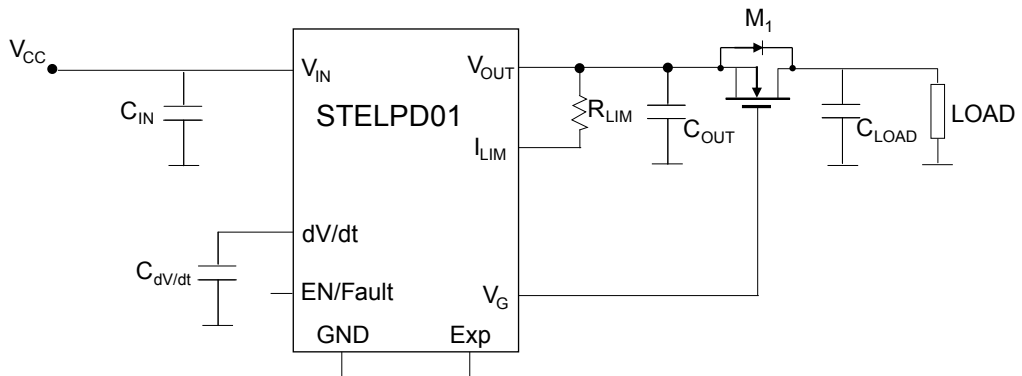 M1
VCC
VIN
VOUT
CIN
STELPD01
RLIM
COUT
CLOAD
LOAD
ILIM
dV/dt
CdV/dt
EN/Fault
VG
GND
Exp